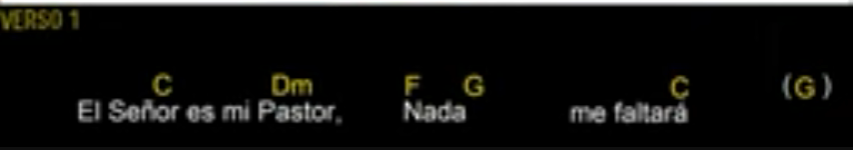 VERSO 1
C Dm F G C (G)
El Señor es mi Pastor, Nada me faltará